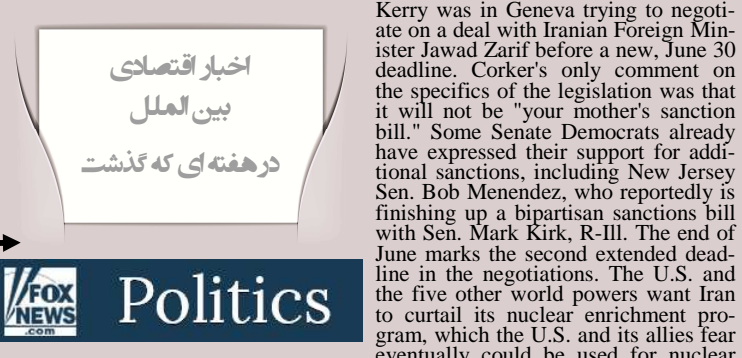 اخبار اقتصادی
بین الملل
در هفته ای که گذشت
FOX
NEWS
.com
Politics
Kerry was in Geneva trying to negoti-
ate on a deal with Iranian Foreign Min-
ister Jawad Zarif before a new, June 30
deadline. Corker's only comment on
the specifics of the legislation was that
it will not be "your mother's sanction
bill." Some Senate Democrats already
have expressed their support for addi-
tional sanctions, including New Jersey
Sen. Bob Menendez, who reportedly is
finishing up a bipartisan sanctions bill
with Sen. Mark Kirk, R-Ill. The end of
June marks the second extended dead-
line in the negotiations. The U.S. and
the five other world powers want Iran
to curtail its nuclear enrichment pro-
gram, which the U.S. and its allies fear
eventually could be used for nuclear